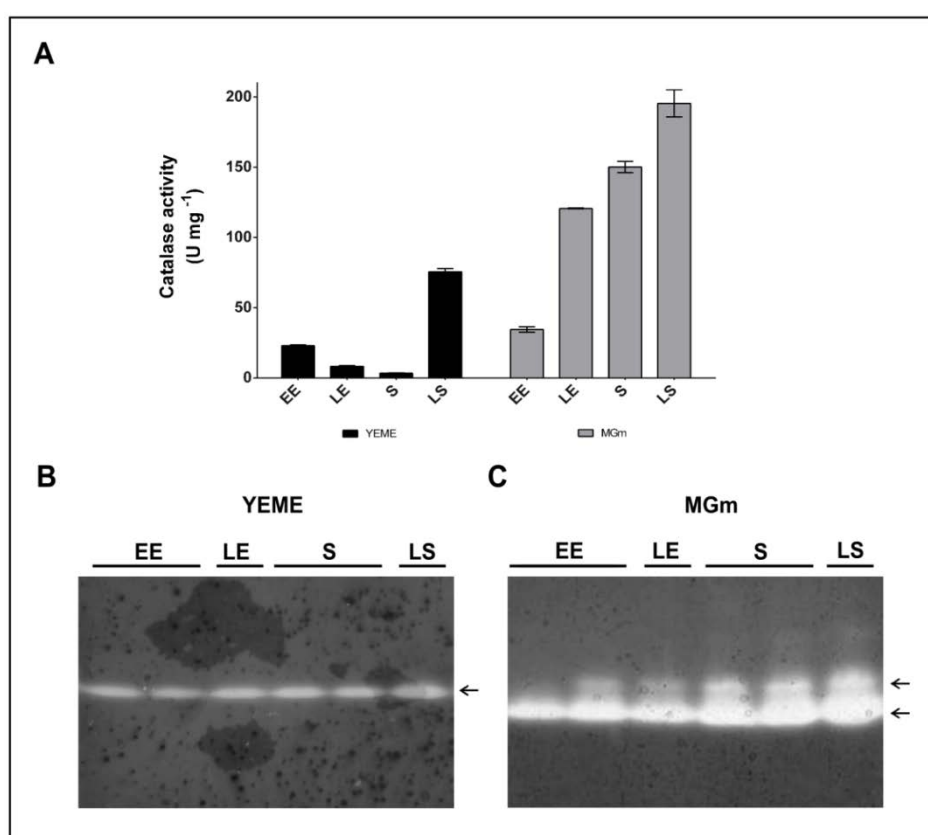 A
Catalase activity
(U mg ⁻¹)
200
150
100
50
0
EE LE S LS EE LE S LS
YEME MGm
B C
YEME MGm
EE LE S LS EE LE S LS